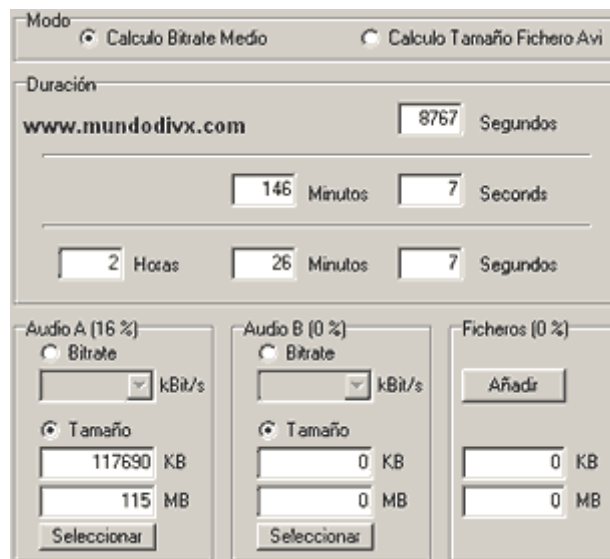 Modo
Calculo Bitrate Medio Calculo Tamaño Fichero Avi
Duración
www.mundodivx.com 8767 Segundos
146 Minutos 7 Seconds
2 Horas 26 Minutos 7 Segundos
Audio A (16 %) Audio B (0 %) Ficheros (0 %)
Bitrate Bitrate
kBit/s kBit/s Añadir
Tamaño Tamaño
117690 KB 0 KB 0 KB
115 MB 0 MB 0 MB
Seleccionar Seleccionar